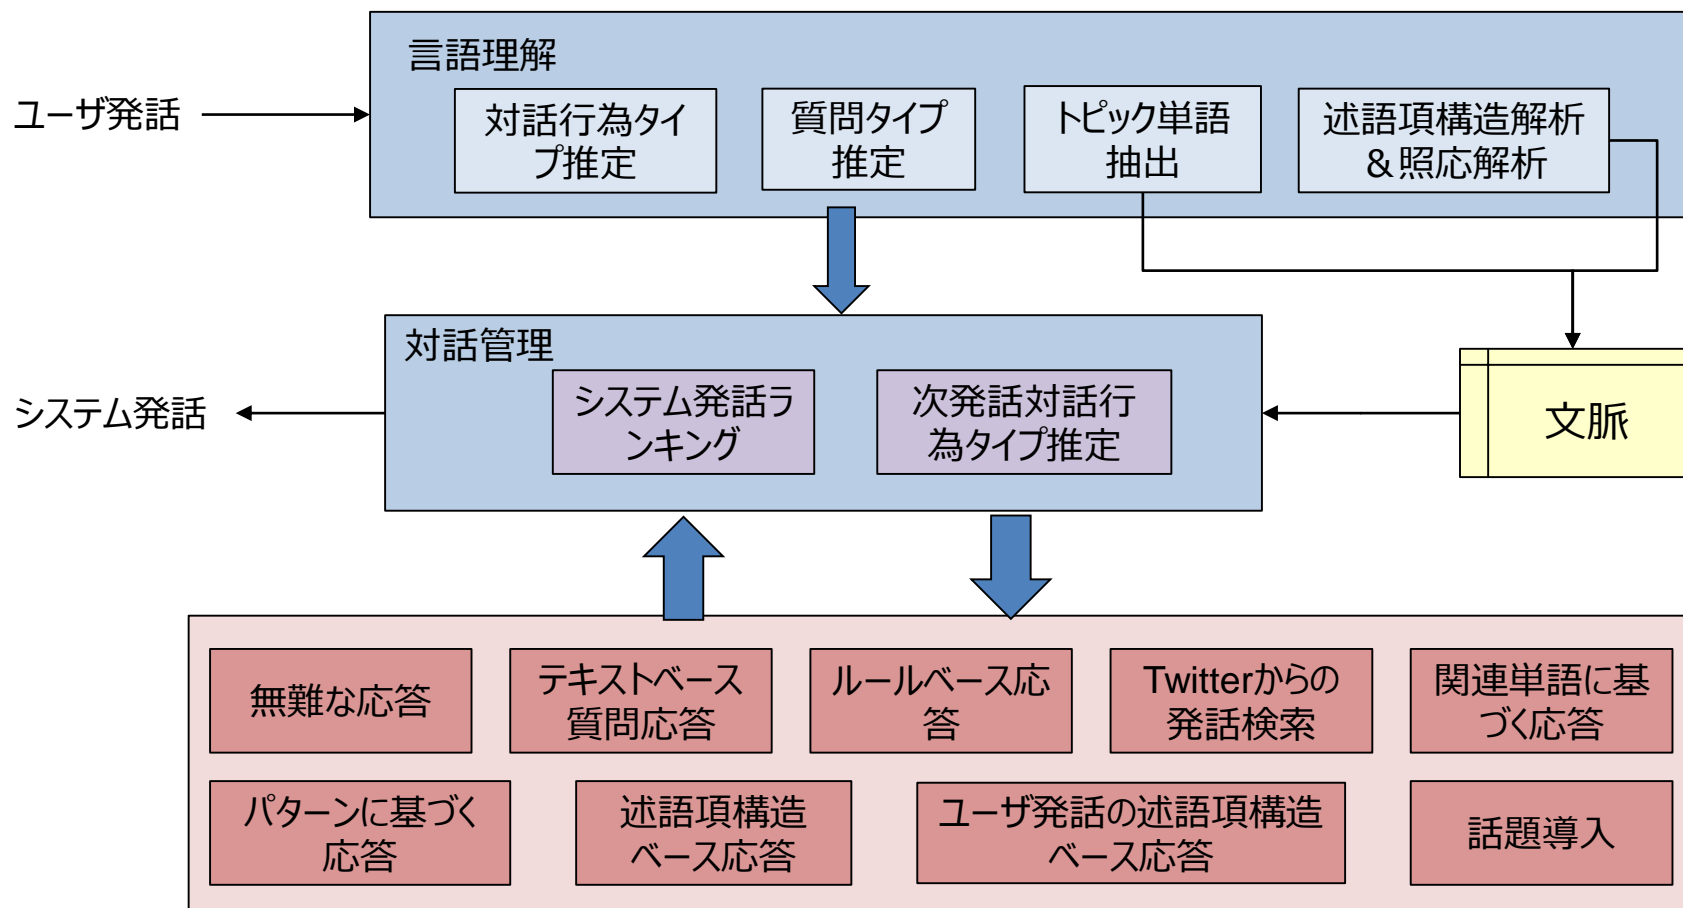 言語理解
ユーザ発話
対話行為タイ
プ推定
質問タイプ
推定
トピック単語
抽出
述語項構造解析
＆照応解析
対話管理
システム発話
システム発話ラ
ンキング
次発話対話行
為タイプ推定
文脈
無難な応答
テキストベース
質問応答
ルールベース応
答
Twitterからの
発話検索
関連単語に基
づく応答
パターンに基づく
応答
述語項構造
ベース応答
ユーザ発話の述語項構造
ベース応答
話題導入